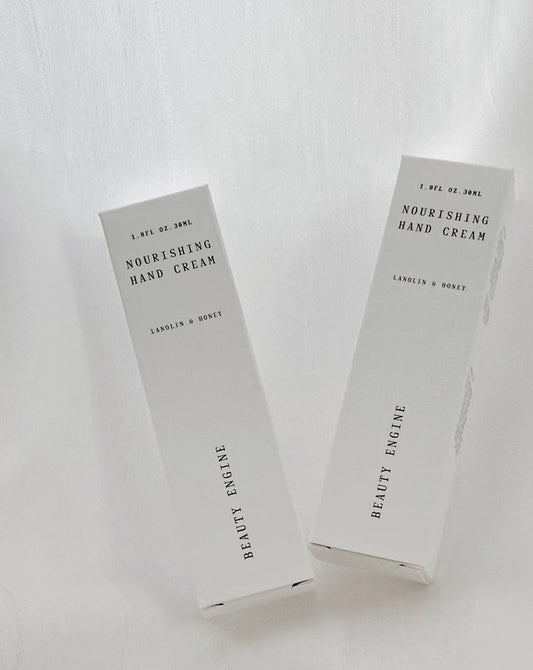 1.0FL OZ.30ML
NOURISHING
HAND CREAM
LANOLIN & HONEY
BEAUTY ENGINE
1.0FL OZ.30ML
NOURISHING
HAND CREAM
LANOLIN & HONEY
BEAUTY ENGINE